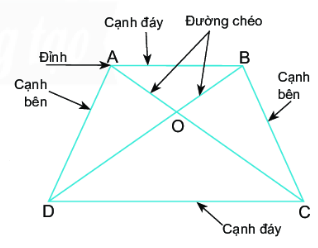 Cạnh đáy
Đường chéo
Đỉnh
A
B
Cạnh
bên
Cạnh
bên
O
D
C
Cạnh đáy